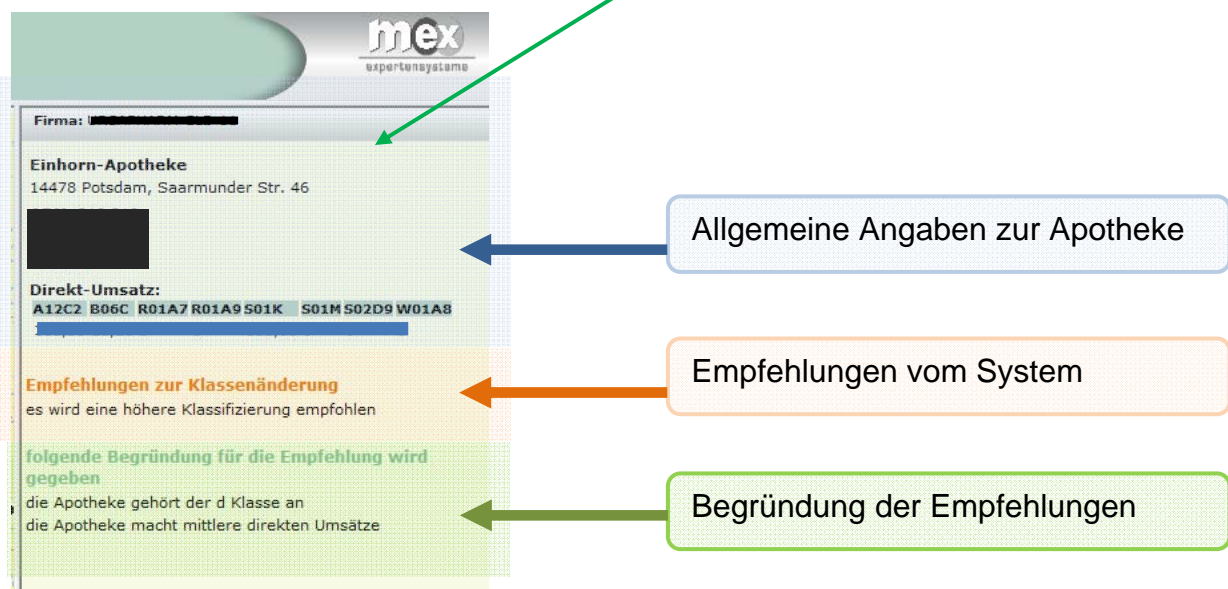 mex
expertensysteme
Firma:
Einhorn-Apotheke
14478 Potsdam, Saarmunder Str. 46
Direkt-Umsatz:
A12C2 B06C R01A7 R01A9 S01K S01M S02D9 W01A8
Empfehlungen zur Klassenänderung
es wird eine höhere Klassifizierung empfohlen
folgende Begründung für die Empfehlung wird
gegeben
die Apotheke gehört der d Klasse an
die Apotheke macht mittlere direkten Umsätze
Allgemeine Angaben zur Apotheke
Empfehlungen vom System
Begründung der Empfehlungen